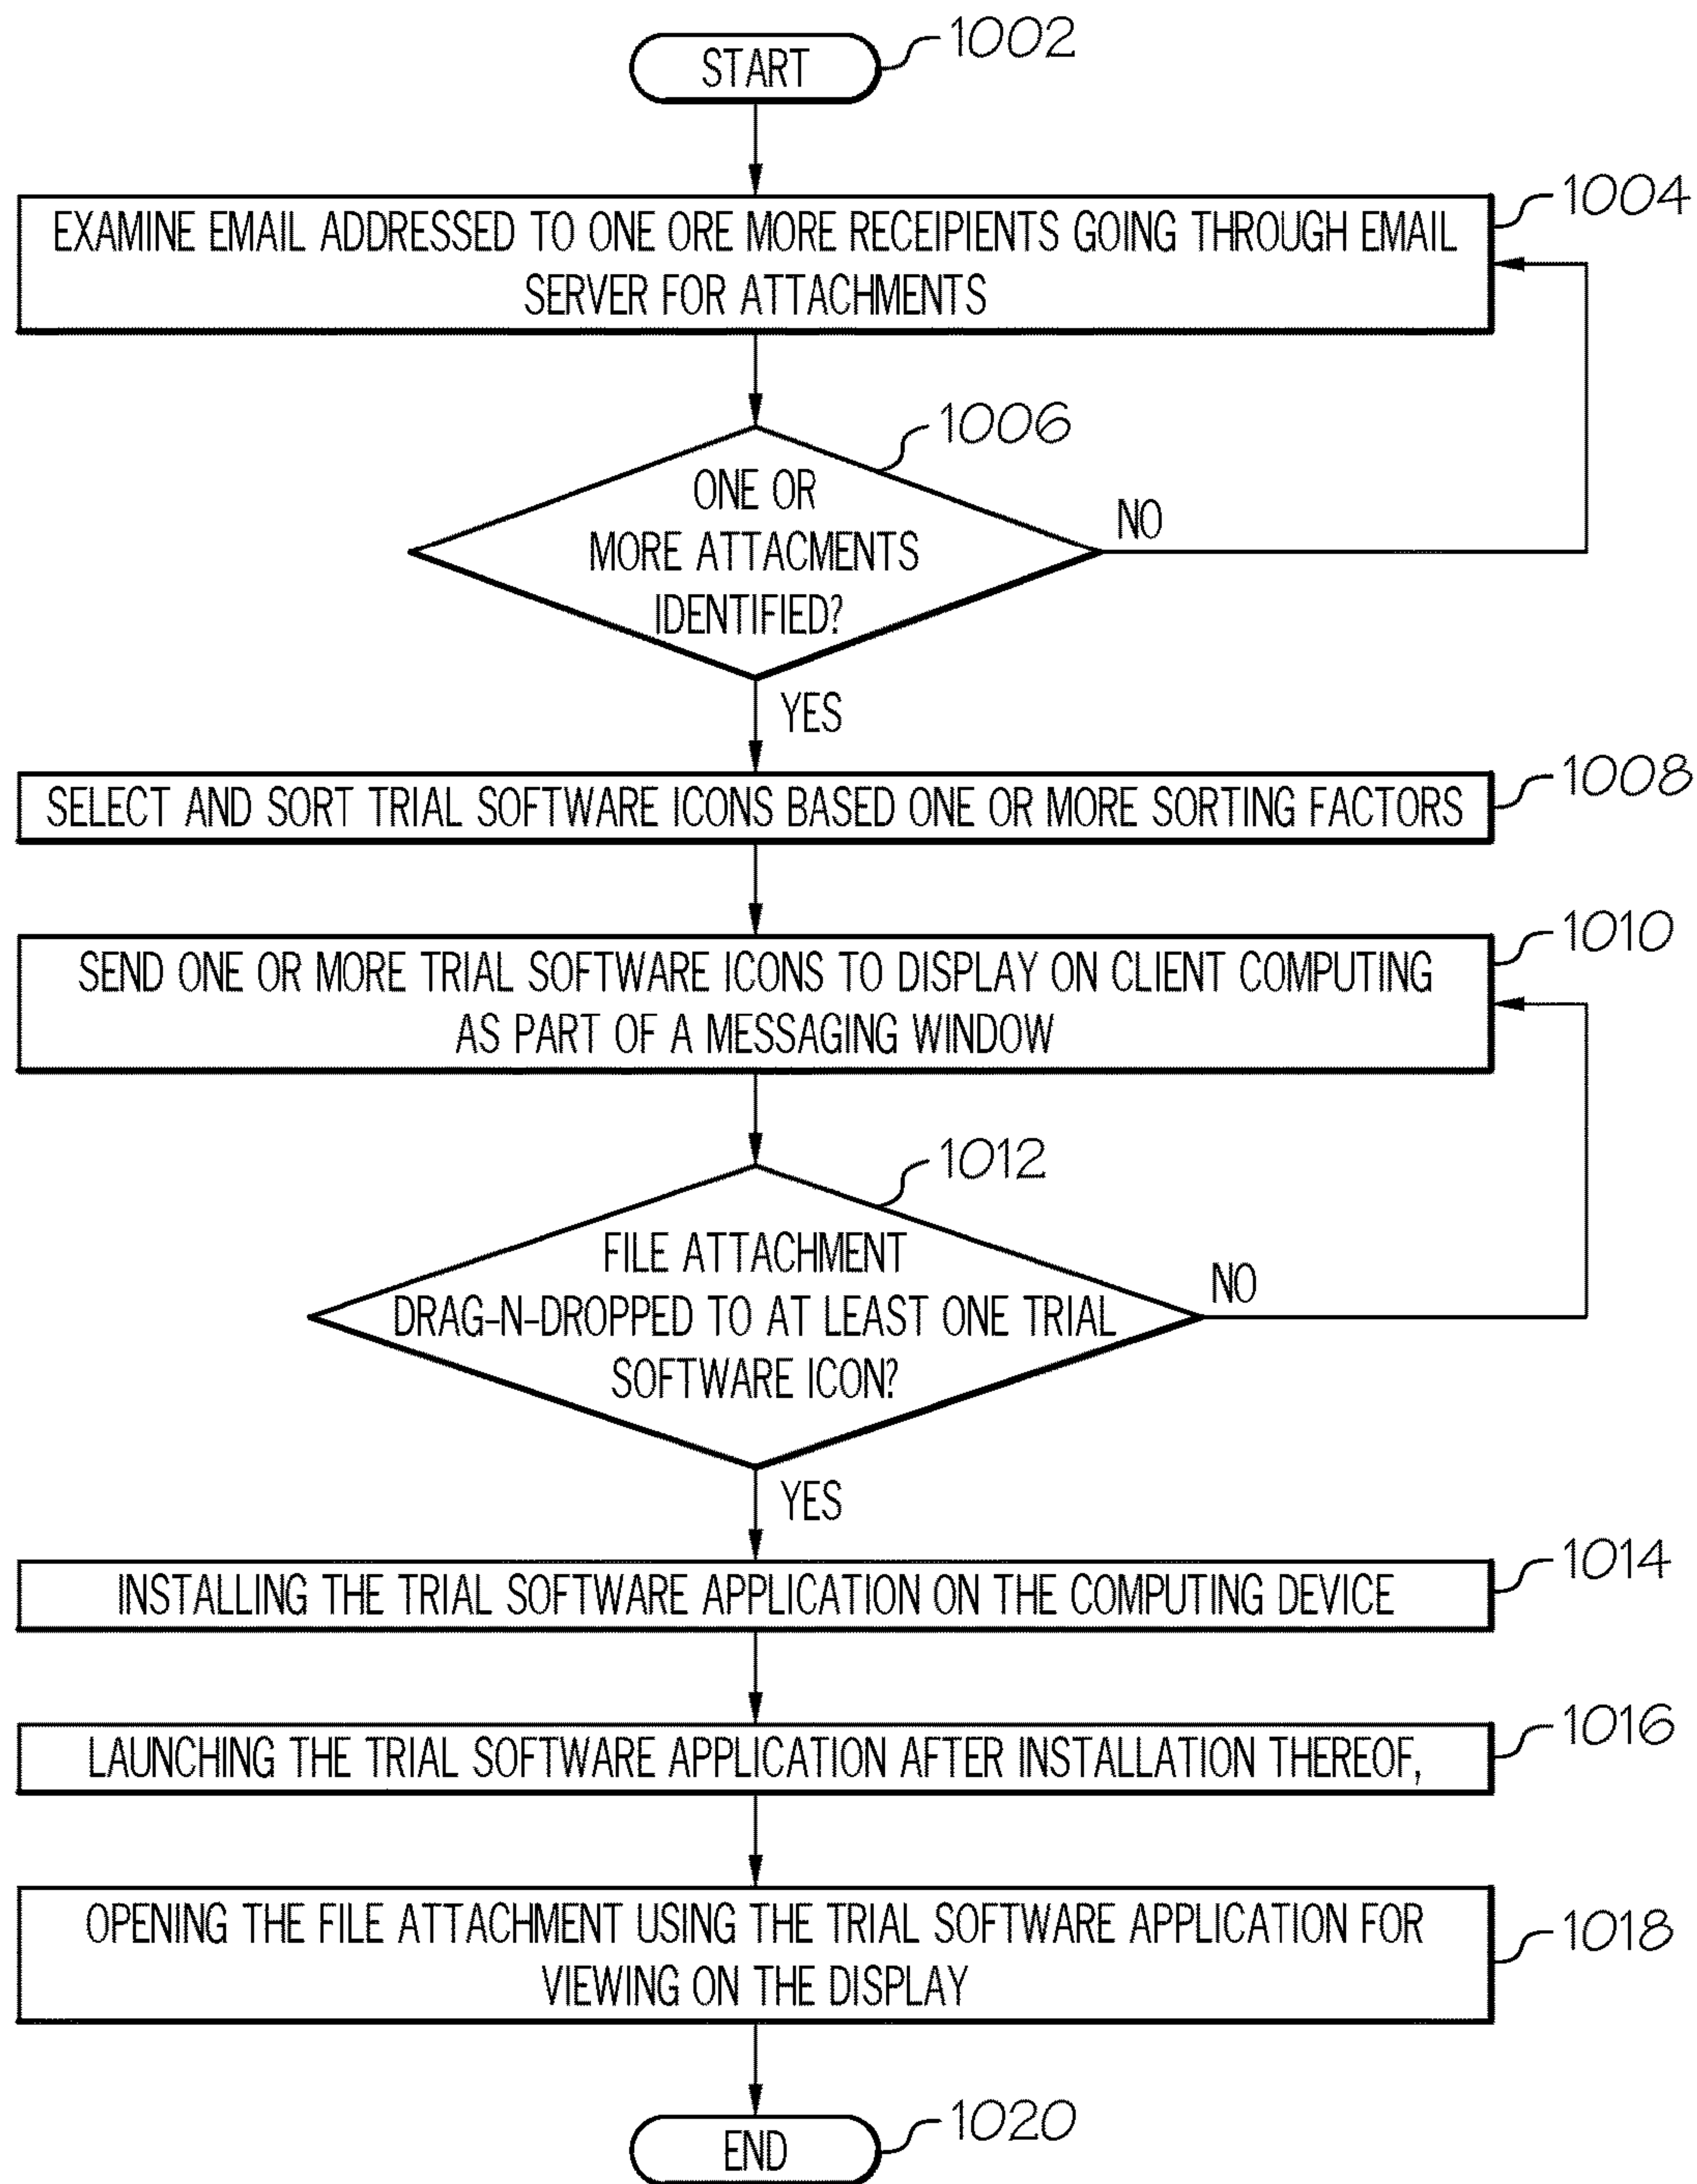 START
1002
1004
EXAMINE EMAIL ADDRESSED TO ONE ORE MORE RECEIPIENTS GOING THROUGH EMAIL
SERVER FOR ATTACHMENTS
1006
ONE OR
MORE ATTACMENTS
IDENTIFIED?
NO
YES
1008
SELECT AND SORT TRIAL SOFTWARE ICONS BASED ONE OR MORE SORTING FACTORS
1010
SEND ONE OR MORE TRIAL SOFTWARE ICONS TO DISPLAY ON CLIENT COMPUTING
AS PART OF A MESSAGING WINDOW
1012
FILE ATTACHMENT
DRAG-N-DROPPED TO AT LEAST ONE TRIAL
SOFTWARE ICON?
NO
YES
1014
INSTALLING THE TRIAL SOFTWARE APPLICATION ON THE COMPUTING DEVICE
1016
LAUNCHING THE TRIAL SOFTWARE APPLICATION AFTER INSTALLATION THEREOF,
1018
OPENING THE FILE ATTACHMENT USING THE TRIAL SOFTWARE APPLICATION FOR
VIEWING ON THE DISPLAY
1020
END